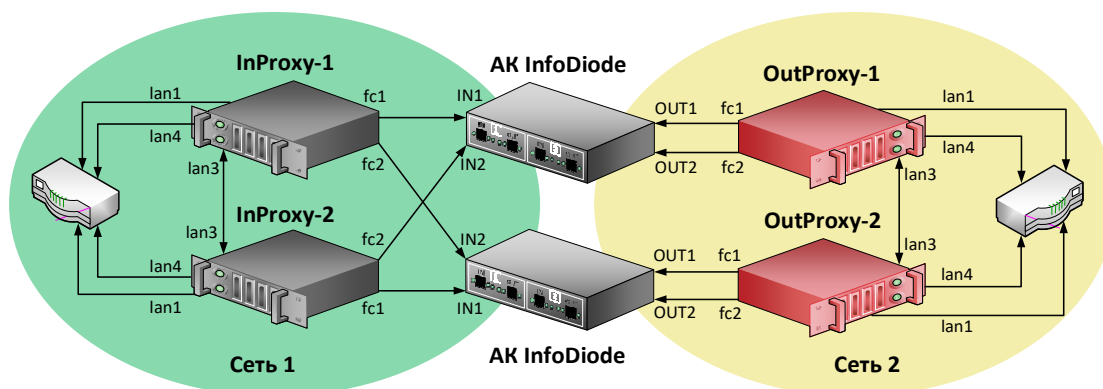 InProxy-1
АК InfoDiode
OutProxy-1
lan1
fc1
IN1
OUT1
fc1
lan1
lan4
lan4
fc2
IN2
OUT2
fc2
lan3
lan3
InProxy-2
OutProxy-2
lan3
fc2
IN2
OUT1
fc1
lan3
lan4
lan4
lan1
fc1
IN1
OUT2
fc2
lan1
Сеть 1
АК InfoDiode
Сеть 2